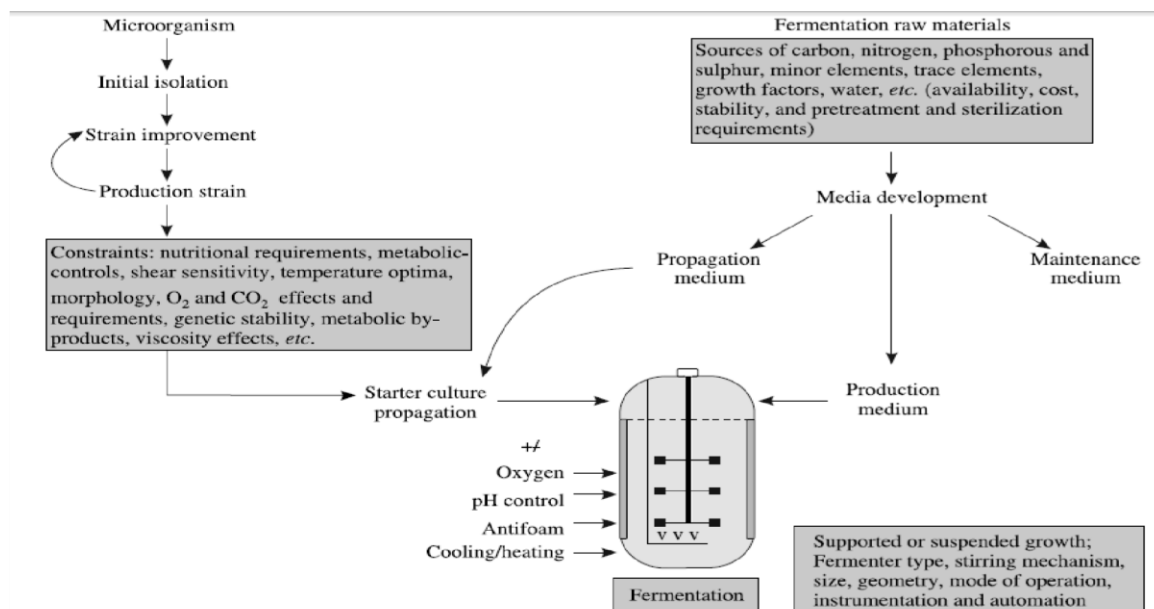 Microorganism
Initial isolation
Strain improvement
Production strain
Constraints: nutritional requirements, metabolic-
controls, shear sensitivity, temperature optima,
morphology, O₂ and CO₂ effects and
requirements, genetic stability, metabolic by-
products, viscosity effects, etc.
Fermentation raw materials
Sources of carbon, nitrogen, phosphorous and
sulphur, minor elements, trace elements,
growth factors, water, etc. (availability, cost,
stability, and pretreatment and sterilization
requirements)
Media development
Propagation
medium
Maintenance
medium
Starter culture
propagation
Production
medium
+/
Oxygen
pH control
Antifoam
Cooling/heating
v v v
Fermentation
Supported or suspended growth;
Fermenter type, stirring mechanism,
size, geometry, mode of operation,
instrumentation and automation